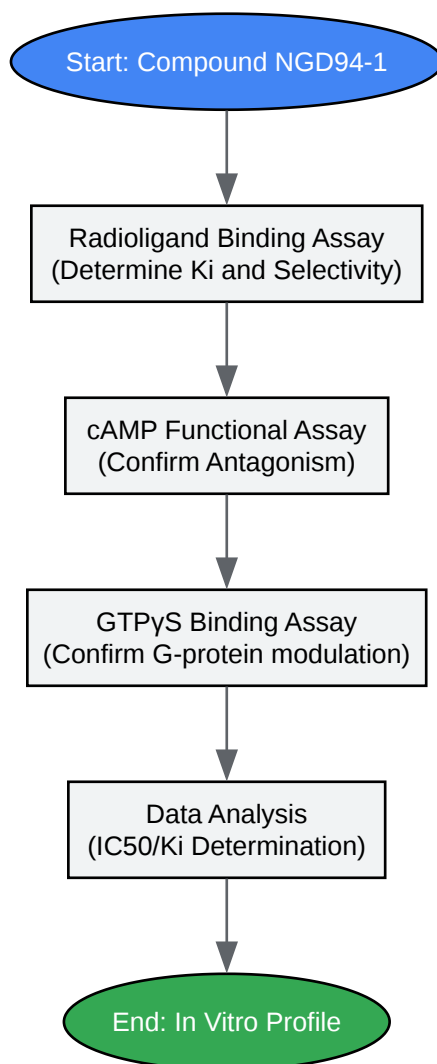 Start: Compound NGD94-1
Radioligand Binding Assay
(Determine Ki and Selectivity)
cAMP Functional Assay
(Confirm Antagonism)
GTPγS Binding Assay
(Confirm G-protein modulation)
Data Analysis
(IC50/Ki Determination)
End: In Vitro Profile